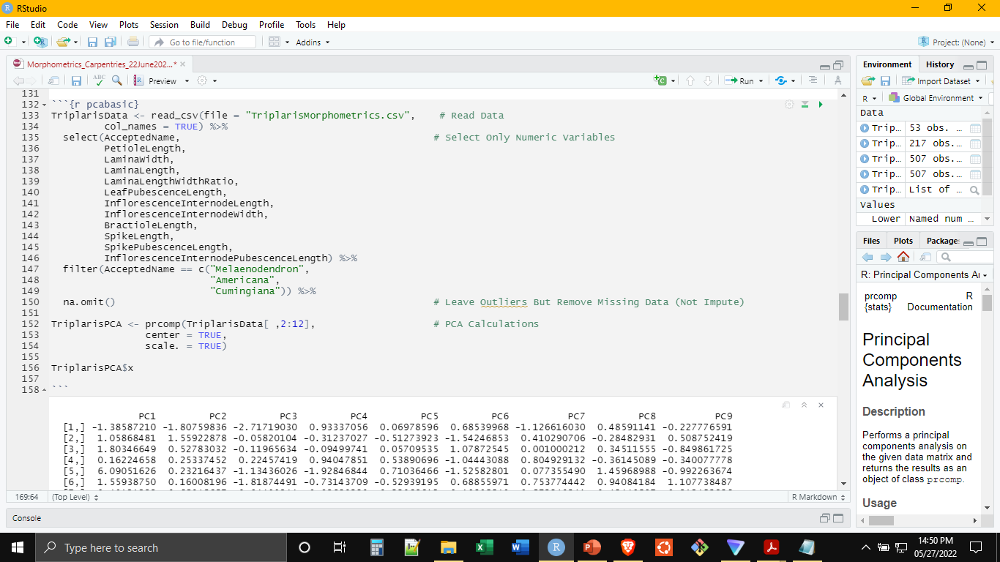 RStudio
File Edit Code View Plots Session Build Debug Profile Tools Help
Go to file/function
Addins
Project: (None)
Morphometrics_Carpentries_22June202...*
Preview
Run
131
132 ```{r pcabasic}
133 TriplarisData <- read_csv(file = "TriplarisMorphometrics.csv", # Read Data
134 col_names = TRUE) %>%
135 select(AcceptedName, # Select Only Numeric Variables
136 PetioleLength,
137 LaminaWidth,
138 LaminaLength,
139 LaminaLengthWidthRatio,
140 LeafPubescenceLength,
141 InflorescenceInternodeLength,
142 InflorescenceInternodeWidth,
143 BractioleLength,
144 SpikeLength,
145 SpikePubescenceLength,
146 InflorescenceInternodePubescenceLength) %>%
147 filter(AcceptedName == c("Melaenodendron",
148 "Americana",
149 "Cumingiana")) %>%
150 na.omit() # Leave Outliers But Remove Missing Data (Not Impute)
151
152 TriplarisPCA <- prcomp(TriplarisData[ ,2:12], # PCA Calculations
153 center = TRUE,
154 scale. = TRUE)
155
156 TriplarisPCA$x
157
158 ```
PC1 PC2 PC3 PC4 PC5 PC6 PC7 PC8 PC9
[1,] -1.38587210 -1.80759836 -2.71719030 0.93337056 0.06978596 0.68539968 -1.126616030 0.48591141 -0.227776591
[2,] 1.05868481 1.55922878 -0.05820104 -0.31237027 -0.51273923 -1.54246853 0.410290706 -0.28482931 0.508752419
[3,] 1.80346649 0.52783032 -0.11965634 -0.09499741 0.05709535 1.07872545 0.001000212 0.34511555 -0.849861725
[4,] 0.16224658 0.25337452 0.22457419 0.94047851 0.53890696 -1.04443088 0.804929132 -0.36145089 -0.340077778
[5,] 6.09051626 0.23216437 -1.13436026 -1.92846844 0.71036466 -1.52582801 0.077355490 1.45968988 -0.992263674
[6,] 1.55938750 0.16008196 -1.81874491 -0.73143709 -0.52939195 0.68855971 0.753774442 0.94084184 1.107738487
169:64 (Top Level) R Markdown
Console
Environment History
Import Dataset
R Global Environment
Data
Trip... 53 obs. ...
Trip... 217 obs....
Trip... 507 obs....
Trip... 507 obs....
Trip... List of ...
Values
Lower Named num ...
Files Plots Package
R: Principal Components Ar
prcomp {stats} R Documentation
Principal
Components
Analysis
Description
Performs a principal
components analysis on
the given data matrix and
returns the results as an
object of class prcomp.
Usage
Type here to search
14:50 PM
05/27/2022